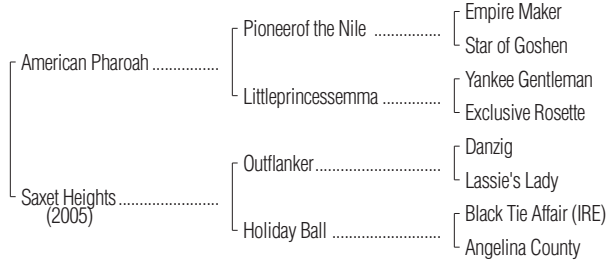 Empire Maker
Pioneerof the Nile ................
Star of Goshen
American Pharoah ................
Yankee Gentleman
Littleprincessemma ..............
Exclusive Rosette
Danzig
Outflanker..............................
Lassie's Lady
Saxet Heights ........................
(2005)
Black Tie Affair (IRE)
Holiday Ball ..........................
Angelina County